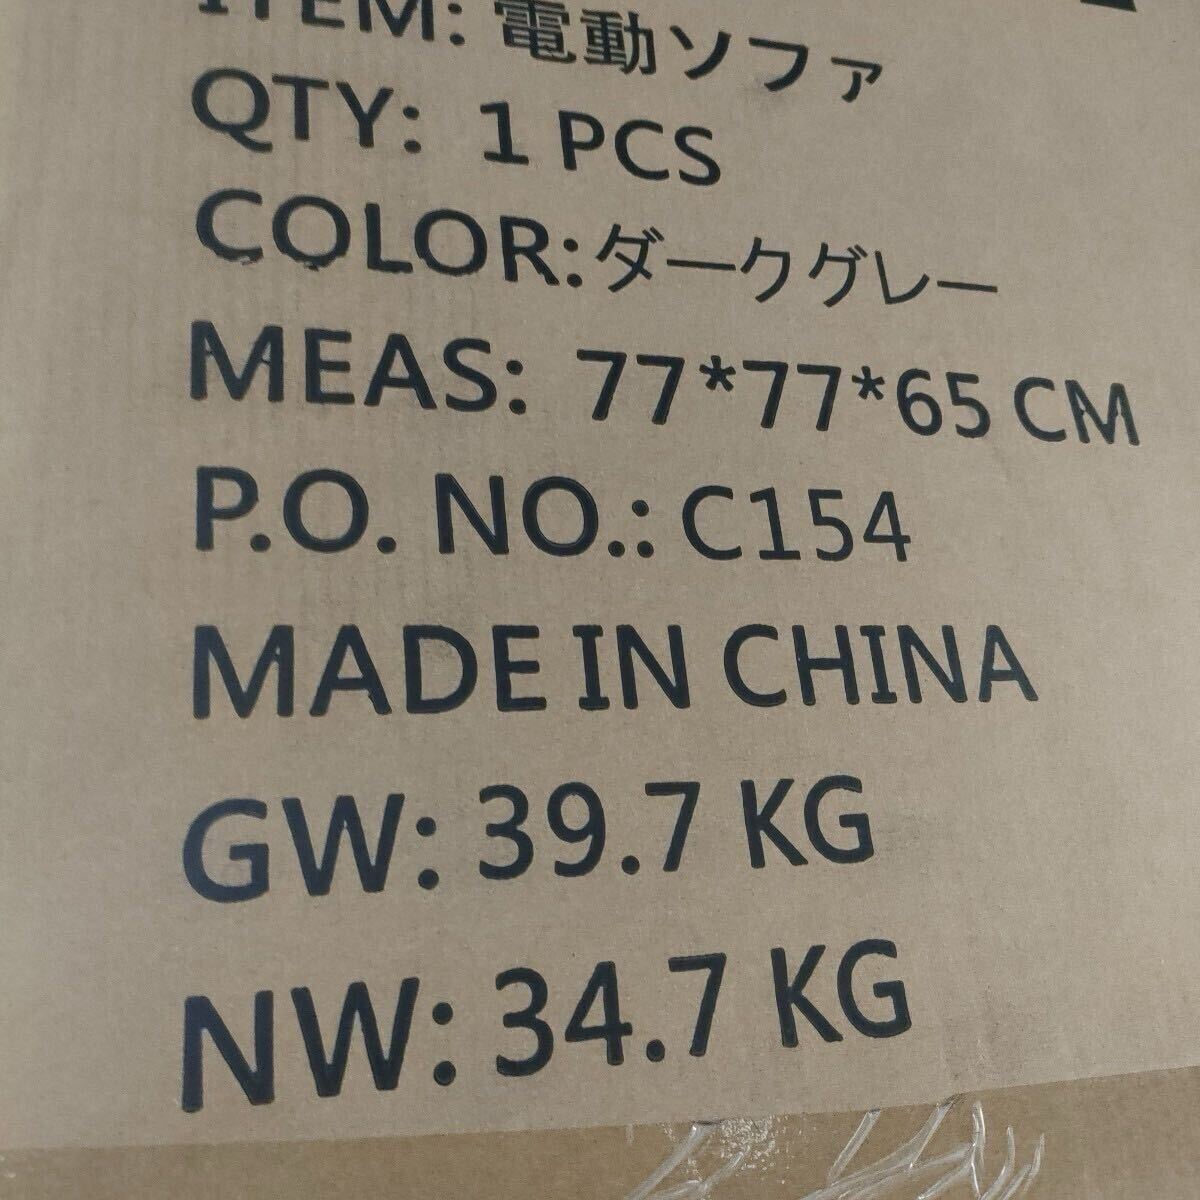 ITEM: 電動ソファ
QTY: 1 PCS
COLOR:ダークグレー
MEAS: 77*77*65 CM
P.O. NO.: C154
MADE IN CHINA
GW: 39.7 KG
NW: 34.7 KG